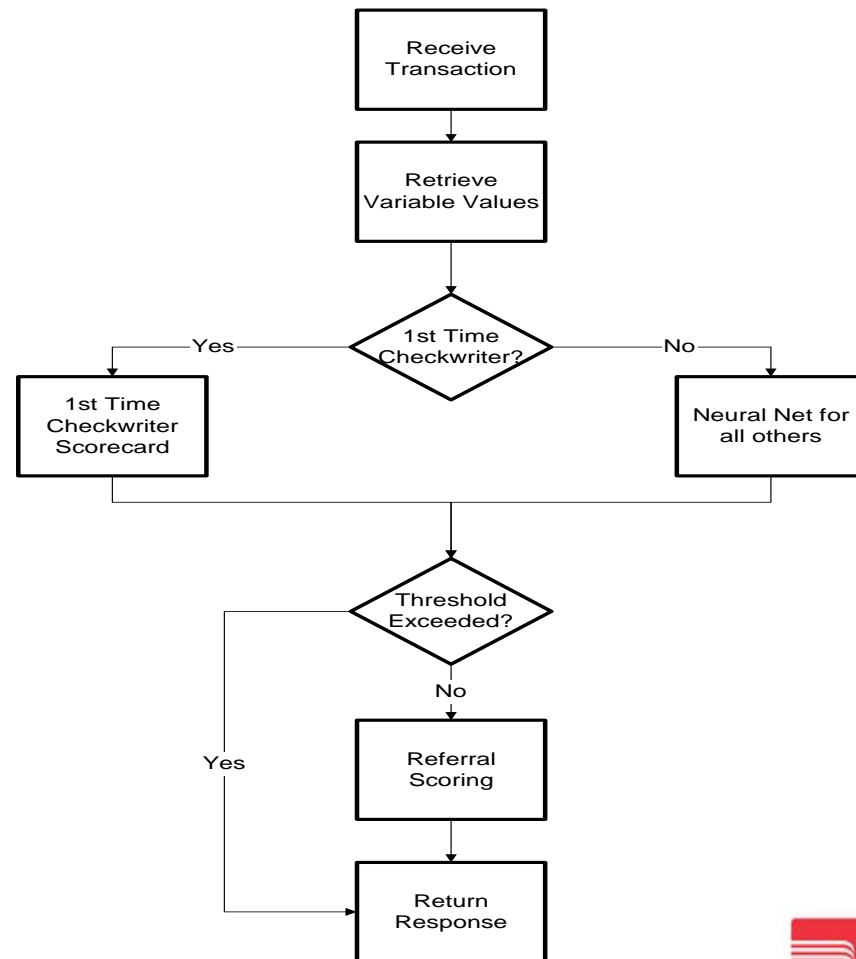 Receive
Transaction
Retrieve
Variable Values
1st Time
Checkwriter?
Yes
No
1st Time
Checkwriter
Scorecard
Neural Net for
all others
Threshold
Exceeded?
No
Yes
Referral
Scoring
Return
Response